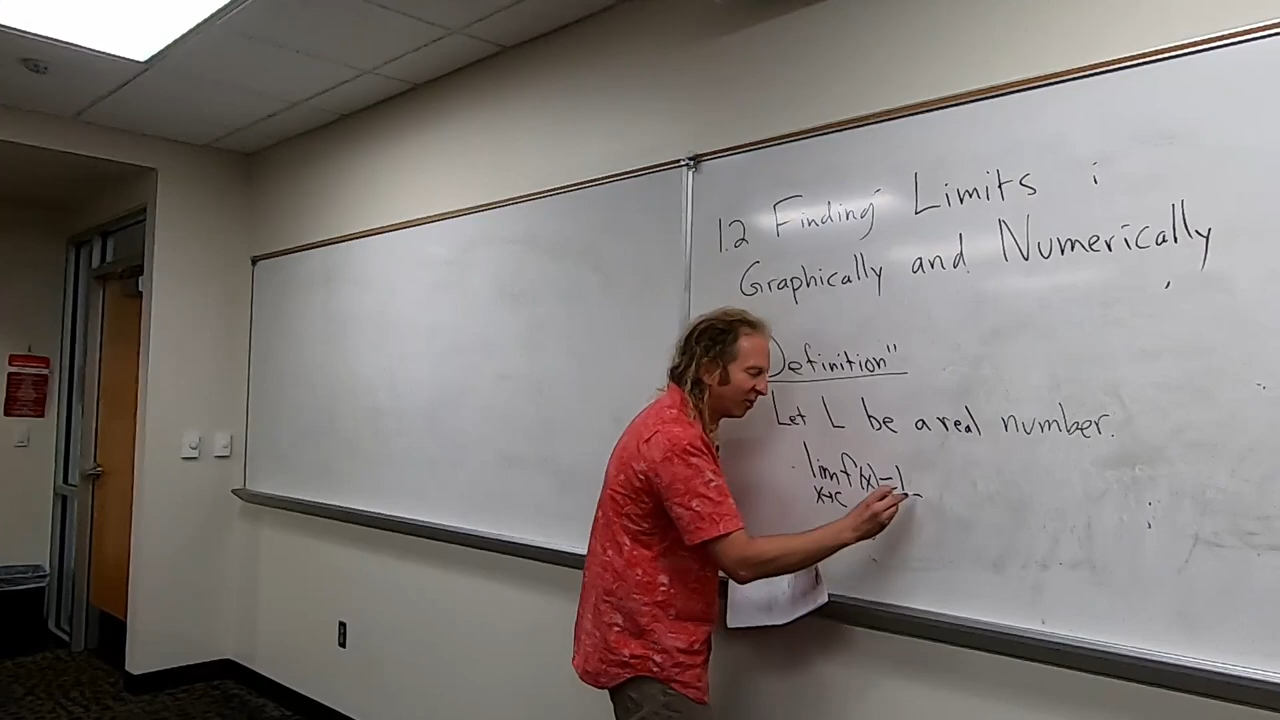 1.2 Finding Limits
Graphically and Numerically
Definition"
Let L be a real number.
lim f(x) = L
x→c